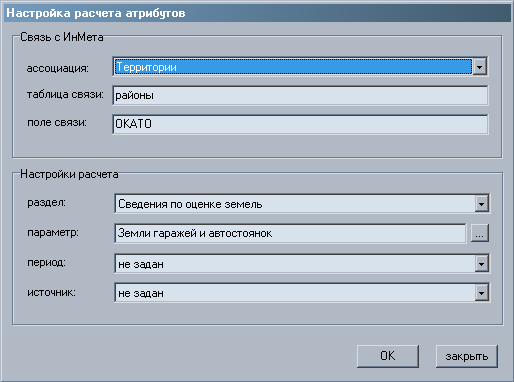 Настройка расчета атрибутов
Связь с ИнМета
ассоциация: Территории
таблица связи: районы
поле связи: ОКАТО
Настройки расчета
раздел: Сведения по оценке земель
параметр: Земли гаражей и автостоянок ...
период: не задан
источник: не задан
OK закрыть